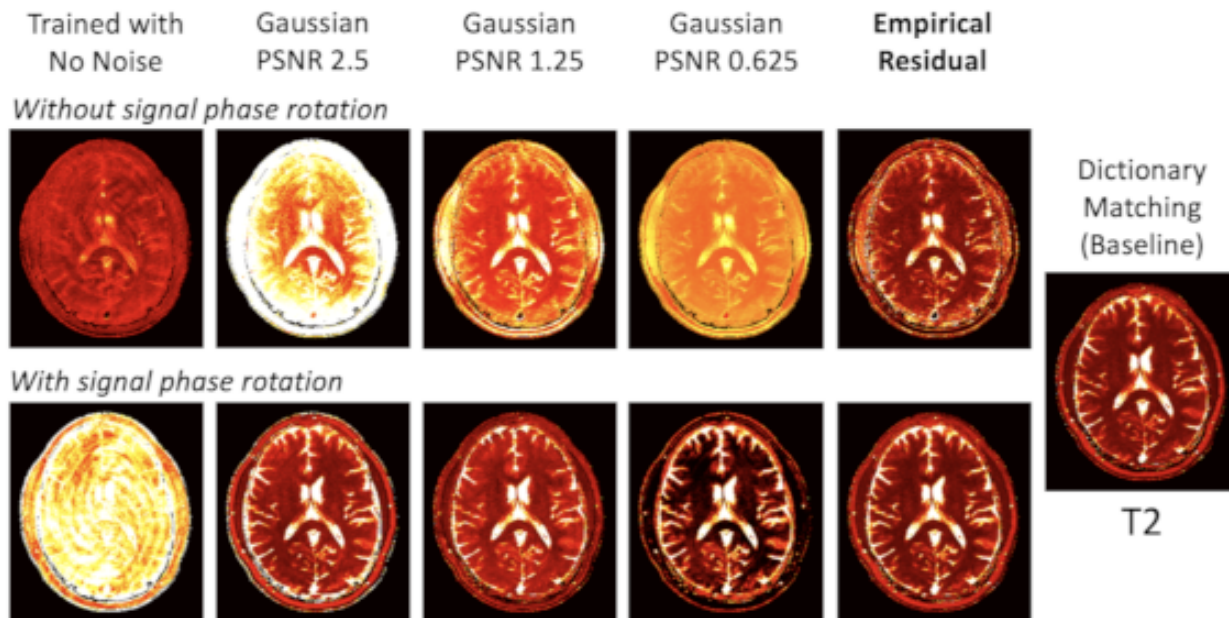 Trained with
No Noise
Gaussian
PSNR 2.5
Gaussian
PSNR 1.25
Gaussian
PSNR 0.625
Empirical
Residual
Without signal phase rotation
Dictionary
Matching
(Baseline)
With signal phase rotation
T2